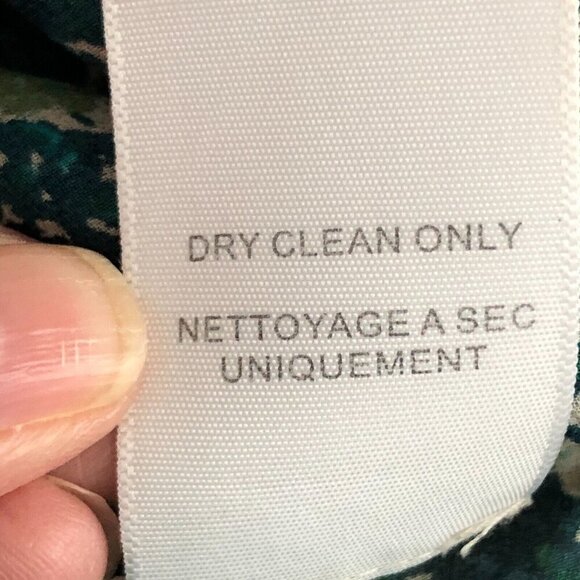 DRY CLEAN ONLY
NETTOYAGE A SEC
UNIQUEMENT